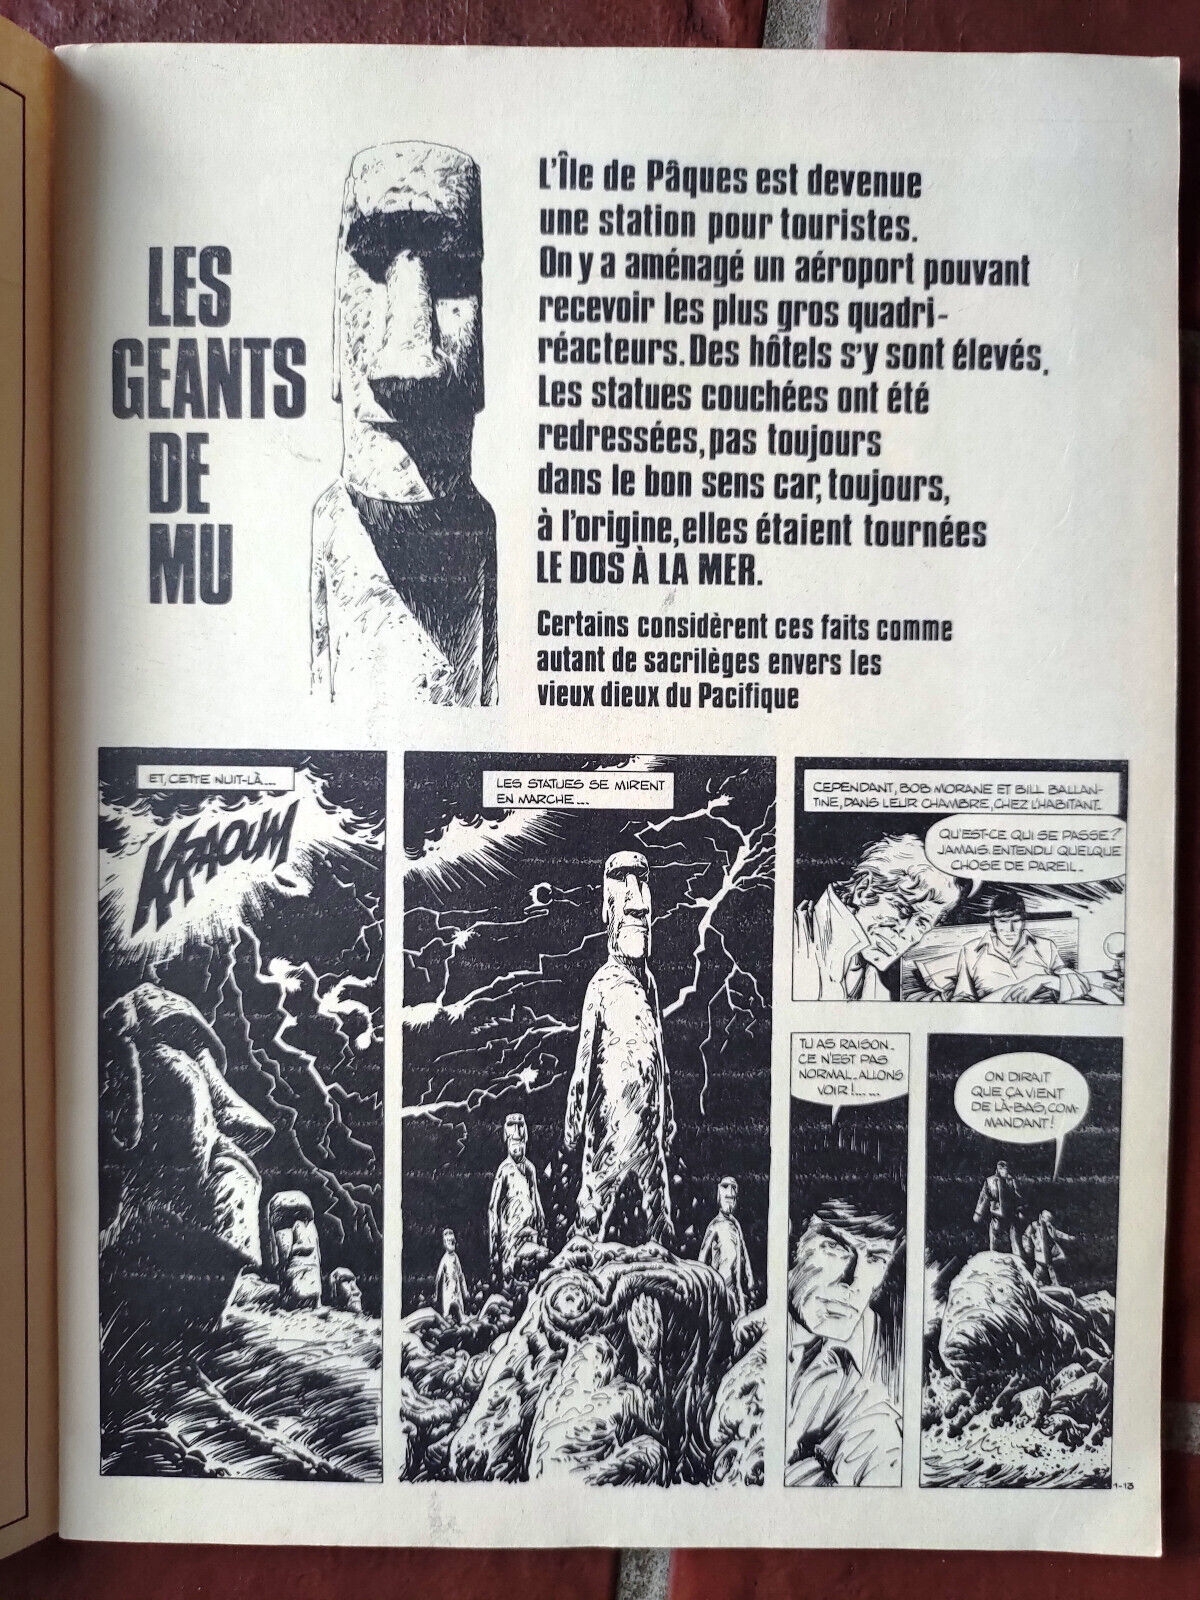 LES
GEANTS
DE
MU
L'Île de Pâques est devenue
une station pour touristes.
On y a aménagé un aéroport pouvant
recevoir les plus gros quadri-
réacteurs. Des hôtels s'y sont élevés.
Les statues couchées ont été
redressées, pas toujours
dans le bon sens car, toujours,
à l'origine, elles étaient tournées
LE DOS À LA MER.
Certains considèrent ces faits comme
autant de sacrilèges envers les
vieux dieux du Pacifique
ET, CETTE NUIT-LÀ...
KRAOUM
LES STATUES SE MIRENT
EN MARCHE...
CEPENDANT, BOB MORANE ET BILL BALLAN-
TINE, DANS LEUR CHAMBRE, CHEZ L'HABITANT.
QU'EST-CE QUI SE PASSE?
JAMAIS ENTENDU QUELQUE
CHOSE DE PAREIL..
TU AS RAISON..
CE N'EST PAS
NORMAL. ALLONS
VOIR!.....
ON DIRAIT
QUE ÇA VIENT
DE LÀ-BAS, COM-
MANDANT!
1-13